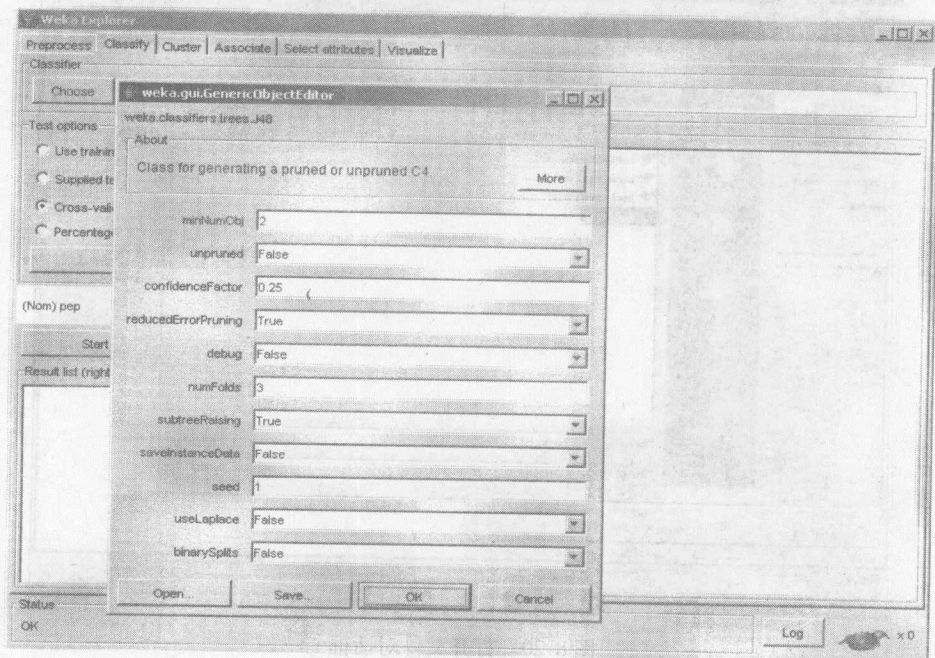 Weka Explorer
Preprocess Classify Cluster Associate Select attributes Visualize
Classifier
Choose
weka.gui.GenericObjectEditor
weka.classifiers.trees.J48
Test options
About
Use trainin
Class for generating a pruned or unpruned C4.
More
Supplied te
Cross-vali
Percentag
minNumObj 2
unpruned False
confidenceFactor 0.25
(Nom) pep
reducedErrorPruning True
Start
debug False
Result list (right
numFolds 3
subtreeRaising True
saveInstanceData False
seed 1
useLaplace False
binarySplits False
Open... Save... OK Cancel
Status
OK
Log
x 0